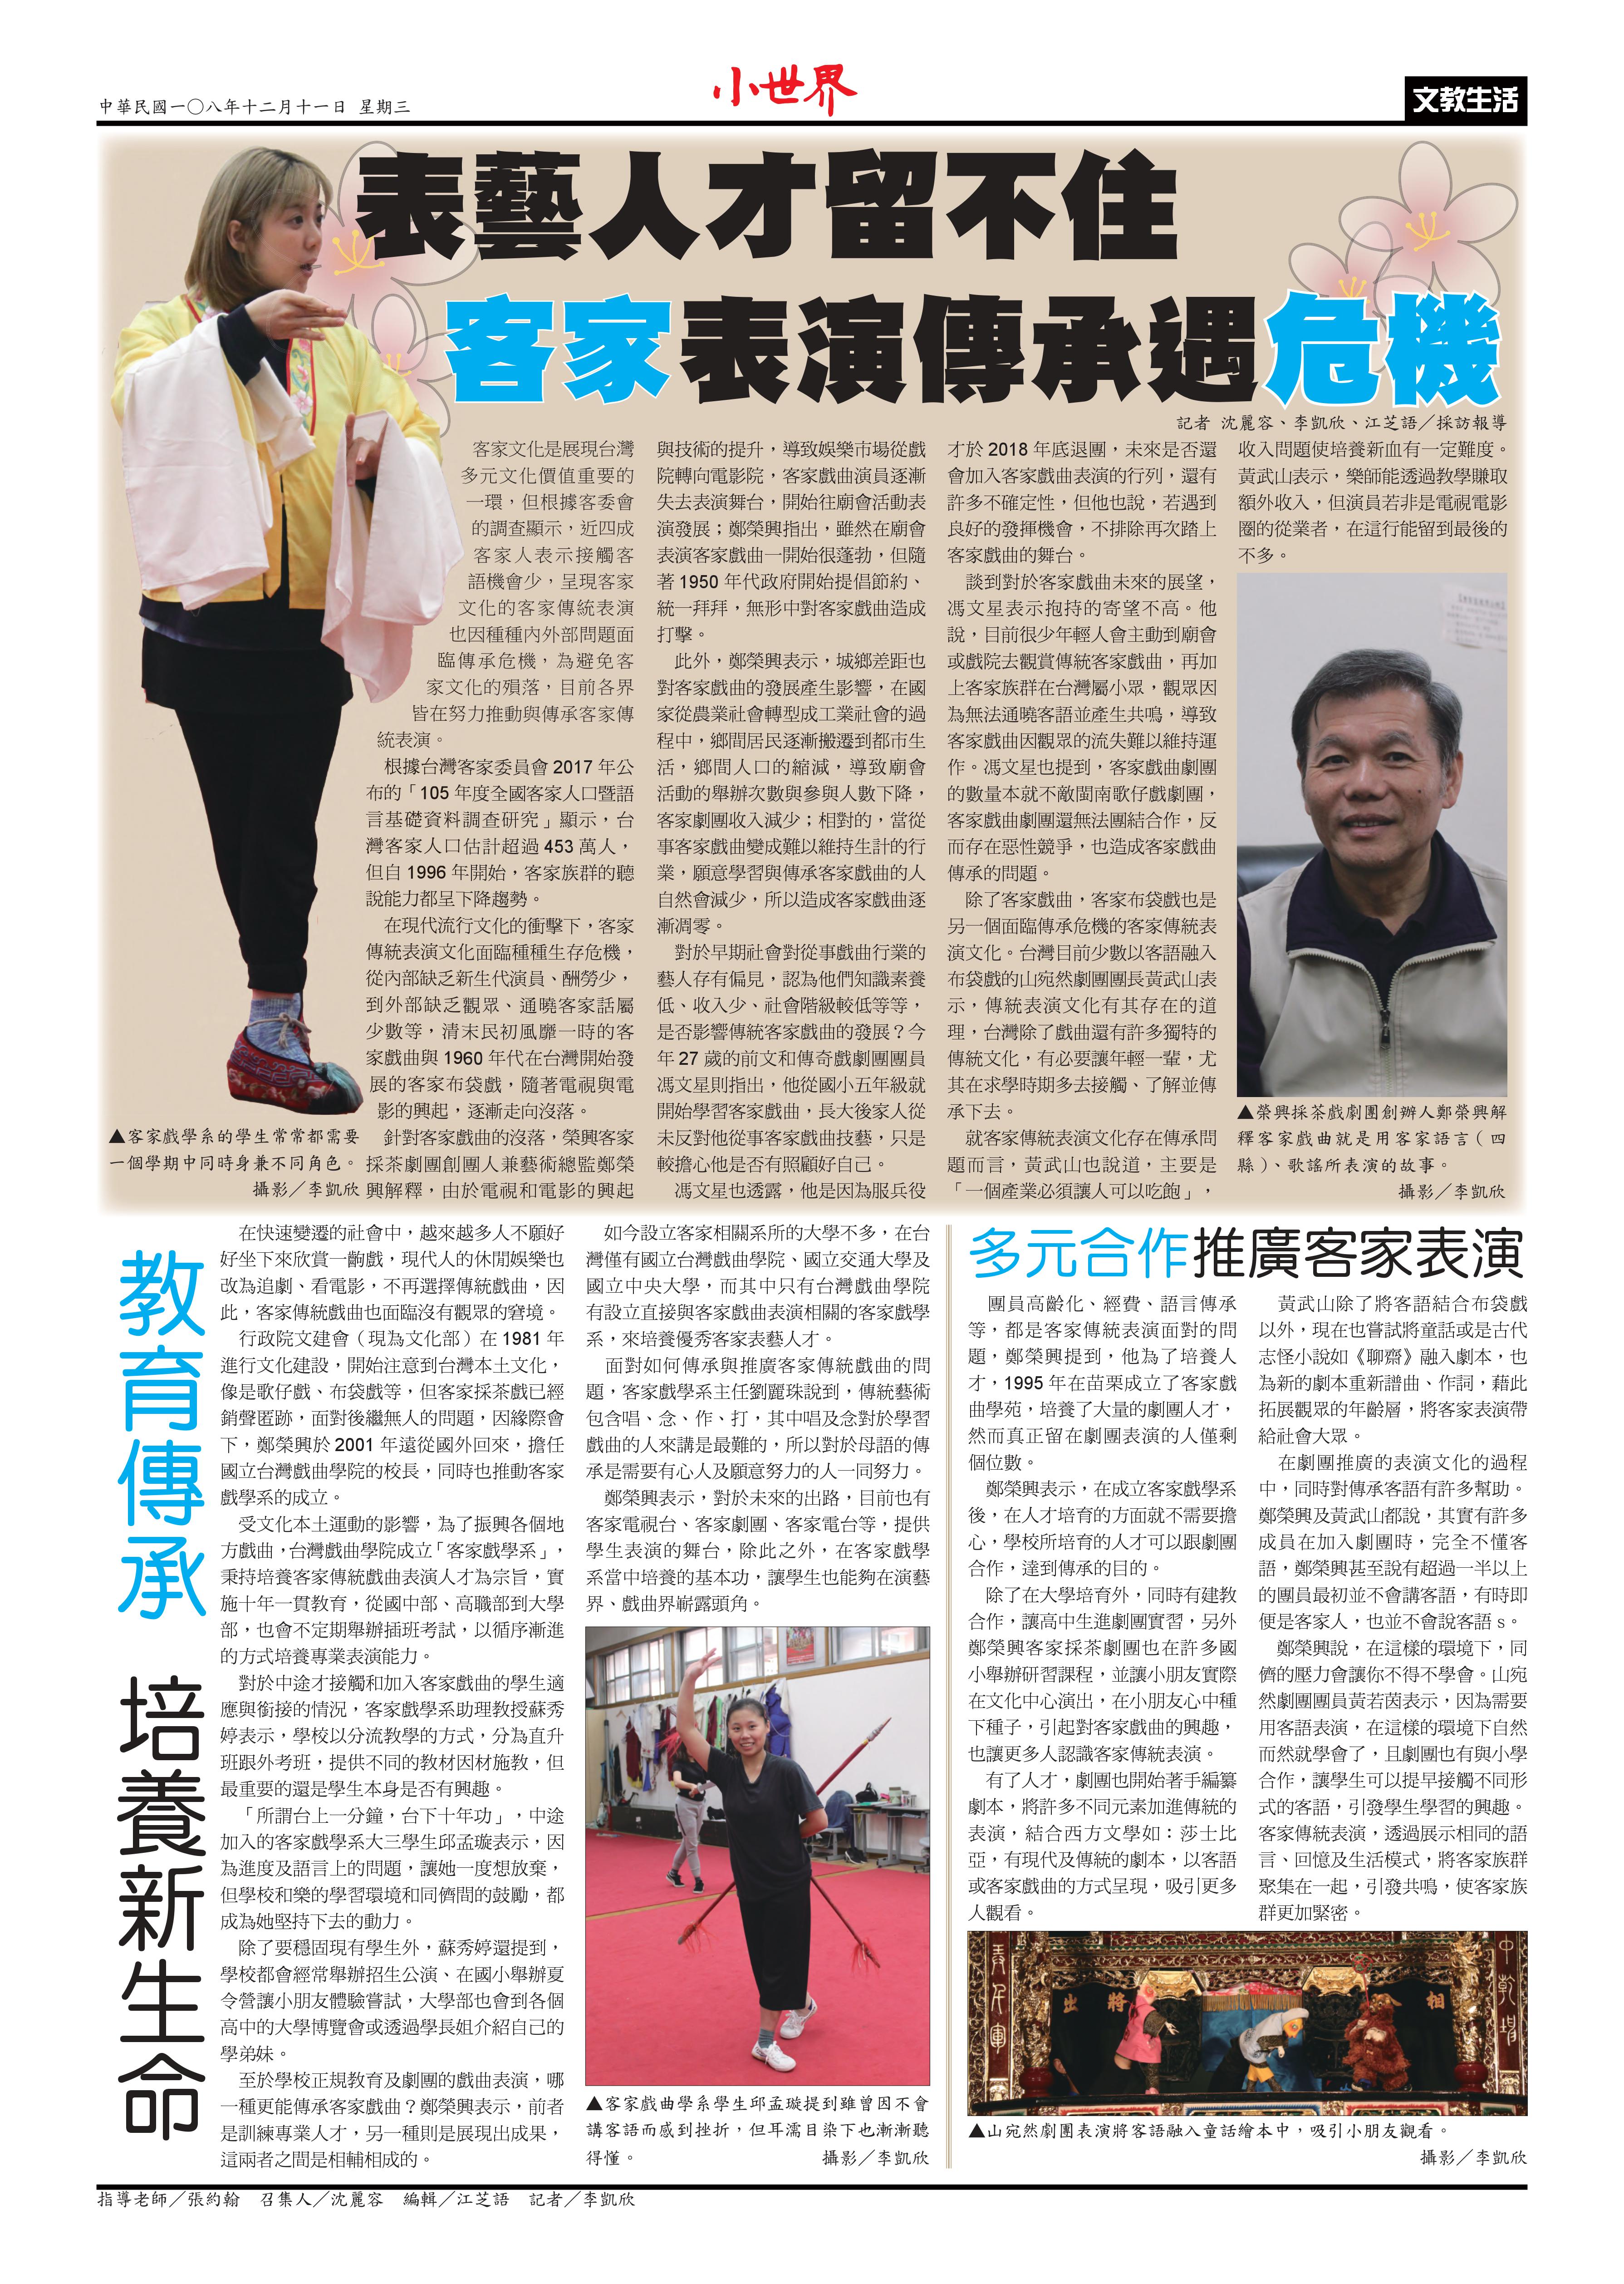 中華民國一〇八年十二月十一日 星期三
小世界
文教生活
表藝人才留不住
客家表演傳承遇危機
記者 沈麗容、李凱欣、江芝語／採訪報導
客家文化是展現台灣
多元文化價值重要的
一環，但根據客委會
的調查顯示，近四成
客家人表示接觸客
語機會少，呈現客家
文化的客家傳統表演
也因種種內外部問題面
臨傳承危機，為避免客
家文化的殞落，目前各界
皆在努力推動與傳承客家傳
統表演。
根據台灣客家委員會 2017 年公
布的「105 年度全國客家人口暨語
言基礎資料調查研究」顯示，台
灣客家人口估計超過 453 萬人，
但自 1996 年開始，客家族群的聽
說能力都呈下降趨勢。
在現代流行文化的衝擊下，客家
傳統表演文化面臨種種生存危機，
從內部缺乏新生代演員、酬勞少，
到外部缺乏觀眾、通曉客家話屬
少數等，清末民初風靡一時的客
家戲曲與 1960 年代在台灣開始發
展的客家布袋戲，隨著電視與電
影的興起，逐漸走向沒落。
針對客家戲曲的沒落，榮興客家
採茶劇團創團人兼藝術總監鄭榮
興解釋，由於電視和電影的興起
與技術的提升，導致娛樂市場從戲
院轉向電影院，客家戲曲演員逐漸
失去表演舞台，開始往廟會活動表
演發展；鄭榮興指出，雖然在廟會
表演客家戲曲一開始很蓬勃，但隨
著 1950 年代政府開始提倡節約、
統一拜拜，無形中對客家戲曲造成
打擊。
此外，鄭榮興表示，城鄉差距也
對客家戲曲的發展產生影響，在國
家從農業社會轉型成工業社會的過
程中，鄉間居民逐漸搬遷到都市生
活，鄉間人口的縮減，導致廟會
活動的舉辦次數與參與人數下降，
客家劇團收入減少；相對的，當從
事客家戲曲變成難以維持生計的行
業，願意學習與傳承客家戲曲的人
自然會減少，所以造成客家戲曲逐
漸凋零。
對於早期社會對從事戲曲行業的
藝人存有偏見，認為他們知識素養
低、收入少、社會階級較低等等，
是否影響傳統客家戲曲的發展？今
年 27 歲的前文和傳奇戲劇團團員
馮文星則指出，他從國小五年級就
開始學習客家戲曲，長大後家人從
未反對他從事客家戲曲技藝，只是
較擔心他是否有照顧好自己。
馮文星也透露，他是因為服兵役
才於 2018 年底退團，未來是否還
會加入客家戲曲表演的行列，還有
許多不確定性，但他也說，若遇到
良好的發揮機會，不排除再次踏上
客家戲曲的舞台。
談到對於客家戲曲未來的展望，
馮文星表示抱持的寄望不高。他
說，目前很少年輕人會主動到廟會
或戲院去觀賞傳統客家戲曲，再加
上客家族群在台灣屬小眾，觀眾因
為無法通曉客語並產生共鳴，導致
客家戲曲因觀眾的流失難以維持運
作。馮文星也提到，客家戲曲劇團
的數量本就不敵閩南歌仔戲劇團，
客家戲曲劇團還無法團結合作，反
而存在惡性競爭，也造成客家戲曲
傳承的問題。
除了客家戲曲，客家布袋戲也是
另一個面臨傳承危機的客家傳統表
演文化。台灣目前少數以客語融入
布袋戲的山宛然劇團團長黃武山表
示，傳統表演文化有其存在的道
理，台灣除了戲曲還有許多獨特的
傳統文化，有必要讓年輕一輩，尤
其在求學時期多去接觸、了解並傳
承下去。
就客家傳統表演文化存在傳承問
題而言，黃武山也說道，主要是
「一個產業必須讓人可以吃飽」，
收入問題使培養新血有一定難度。
黃武山表示，樂師能透過教學賺取
額外收入，但演員若非是電視電影
圈的從業者，在這行能留到最後的
不多。
▲客家戲學系的學生常常都需要
一個學期中同時身兼不同角色。
攝影／李凱欣
▲榮興採茶戲劇團創辦人鄭榮興解
釋客家戲曲就是用客家語言（四
縣）、歌謠所表演的故事。
攝影／李凱欣
教育傳承 培養新生命
在快速變遷的社會中，越來越多人不願好
好坐下來欣賞一齣戲，現代人的休閒娛樂也
改為追劇、看電影，不再選擇傳統戲曲，因
此，客家傳統戲曲也面臨沒有觀眾的窘境。
行政院文建會（現為文化部）在 1981 年
進行文化建設，開始注意到台灣本土文化，
像是歌仔戲、布袋戲等，但客家採茶戲已經
銷聲匿跡，面對後繼無人的問題，因緣際會
下，鄭榮興於 2001 年遠從國外回來，擔任
國立台灣戲曲學院的校長，同時也推動客家
戲學系的成立。
受文化本土運動的影響，為了振興各個地
方戲曲，台灣戲曲學院成立「客家戲學系」，
秉持培養客家傳統戲曲表演人才為宗旨，實
施十年一貫教育，從國中部、高職部到大學
部，也會不定期舉辦插班考試，以循序漸進
的方式培養專業表演能力。
對於中途才接觸和加入客家戲曲的學生適
應與銜接的情況，客家戲學系助理教授蘇秀
婷表示，學校以分流教學的方式，分為直升
班跟外考班，提供不同的教材因材施教，但
最重要的還是學生本身是否有興趣。
「所謂台上一分鐘，台下十年功」，中途
加入的客家戲學系大三學生邱孟璇表示，因
為進度及語言上的問題，讓她一度想放棄，
但學校和樂的學習環境和同儕間的鼓勵，都
成為她堅持下去的動力。
除了要穩固現有學生外，蘇秀婷還提到，
學校都會經常舉辦招生公演、在國小舉辦夏
令營讓小朋友體驗嘗試，大學部也會到各個
高中的大學博覽會或透過學長姐介紹自己的
學弟妹。
至於學校正規教育及劇團的戲曲表演，哪
一種更能傳承客家戲曲？鄭榮興表示，前者
是訓練專業人才，另一種則是展現出成果，
這兩者之間是相輔相成的。
如今設立客家相關系所的大學不多，在台
灣僅有國立台灣戲曲學院、國立交通大學及
國立中央大學，而其中只有台灣戲曲學院
有設立直接與客家戲曲表演相關的客家戲學
系，來培養優秀客家表藝人才。
面對如何傳承與推廣客家傳統戲曲的問
題，客家戲學系主任劉麗珠說到，傳統藝術
包含唱、念、作、打，其中唱及念對於學習
戲曲的人來講是最難的，所以對於母語的傳
承是需要有心人及願意努力的人一同努力。
鄭榮興表示，對於未來的出路，目前也有
客家電視台、客家劇團、客家電台等，提供
學生表演的舞台，除此之外，在客家戲學
系當中培養的基本功，讓學生也能夠在演藝
界、戲曲界嶄露頭角。
▲客家戲曲學系學生邱孟璇提到雖曾因不會
講客語而感到挫折，但耳濡目染下也漸漸聽
得懂。 攝影／李凱欣
多元合作推廣客家表演
團員高齡化、經費、語言傳承
等，都是客家傳統表演面對的問
題，鄭榮興提到，他為了培養人
才，1995 年在苗栗成立了客家戲
曲學苑，培養了大量的劇團人才，
然而真正留在劇團表演的人僅剩
個位數。
鄭榮興表示，在成立客家戲學系
後，在人才培育的方面就不需要擔
心，學校所培育的人才可以跟劇團
合作，達到傳承的目的。
除了在大學培育外，同時有建教
合作，讓高中生進劇團實習，另外
鄭榮興客家採茶劇團也在許多國
小舉辦研習課程，並讓小朋友實際
在文化中心演出，在小朋友心中種
下種子，引起對客家戲曲的興趣，
也讓更多人認識客家傳統表演。
有了人才，劇團也開始著手編纂
劇本，將許多不同元素加進傳統的
表演，結合西方文學如：莎士比
亞，有現代及傳統的劇本，以客語
或客家戲曲的方式呈現，吸引更多
人觀看。
黃武山除了將客語結合布袋戲
以外，現在也嘗試將童話或是古代
志怪小說如《聊齋》融入劇本，也
為新的劇本重新譜曲、作詞，藉此
拓展觀眾的年齡層，將客家表演帶
給社會大眾。
在劇團推廣的表演文化的過程
中，同時對傳承客語有許多幫助。
鄭榮興及黃武山都說，其實有許多
成員在加入劇團時，完全不懂客
語，鄭榮興甚至說有超過一半以上
的團員最初並不會講客語，有時即
便是客家人，也並不會說客語 s。
鄭榮興說，在這樣的環境下，同
儕的壓力會讓你不得不學會。山宛
然劇團團員黃若茵表示，因為需要
用客語表演，在這樣的環境下自然
而然就學會了，且劇團也有與小學
合作，讓學生可以提早接觸不同形
式的客語，引發學生學習的興趣。
客家傳統表演，透過展示相同的語
言、回憶及生活模式，將客家族群
聚集在一起，引發共鳴，使客家族
群更加緊密。
出將
相
▲山宛然劇團表演將客語融入童話繪本中，吸引小朋友觀看。
攝影／李凱欣
指導老師／張約翰 召集人／沈麗容 編輯／江芝語 記者／李凱欣